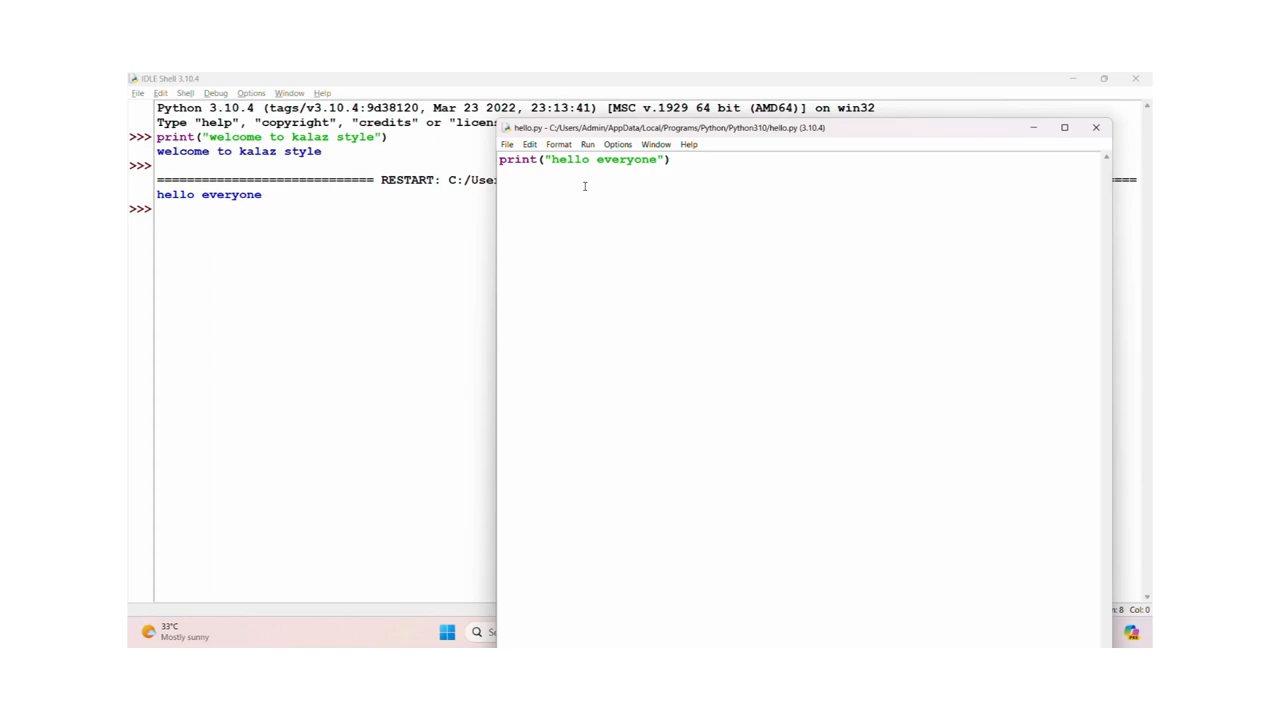 IDLE Shell 3.10.4
File Edit Shell Debug Options Window Help
Python 3.10.4 (tags/v3.10.4:9d38120, Mar 23 2022, 23:13:41) [MSC v.1929 64 bit (AMD64)] on win32
Type "help", "copyright", "credits" or "licen
>>> print("welcome to kalaz style")
welcome to kalaz style
>>>
============================= RESTART: C:/Use
====
hello everyone
>>>
hello.py - C:/Users/Admin/AppData/Local/Programs/Python/Python310/hello.py (3.10.4)
File Edit Format Run Options Window Help
print("hello everyone")
Col: 0
33°C
Mostly sunny